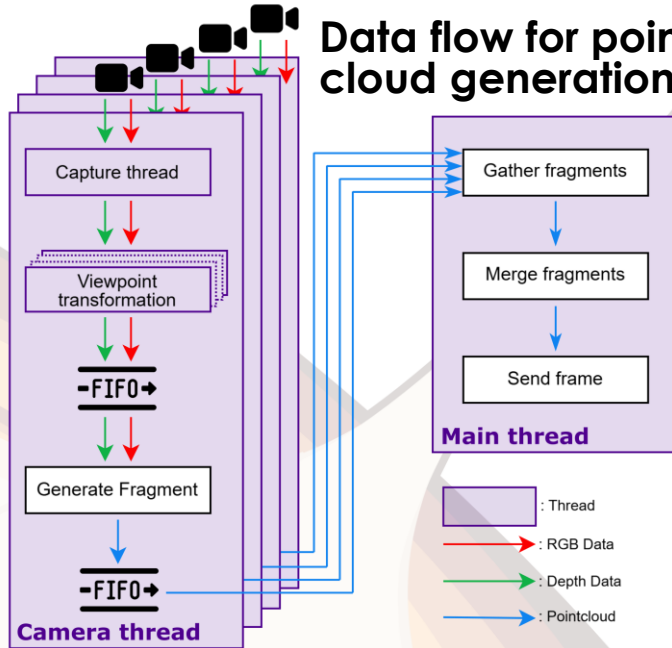 Data flow for poin
cloud generation
Capture thread
Viewpoint
transformation
-FIFO→
Generate Fragment
-FIFO→
Camera thread
Gather fragments
Merge fragments
Send frame
Main thread
: Thread
: RGB Data
: Depth Data
: Pointcloud